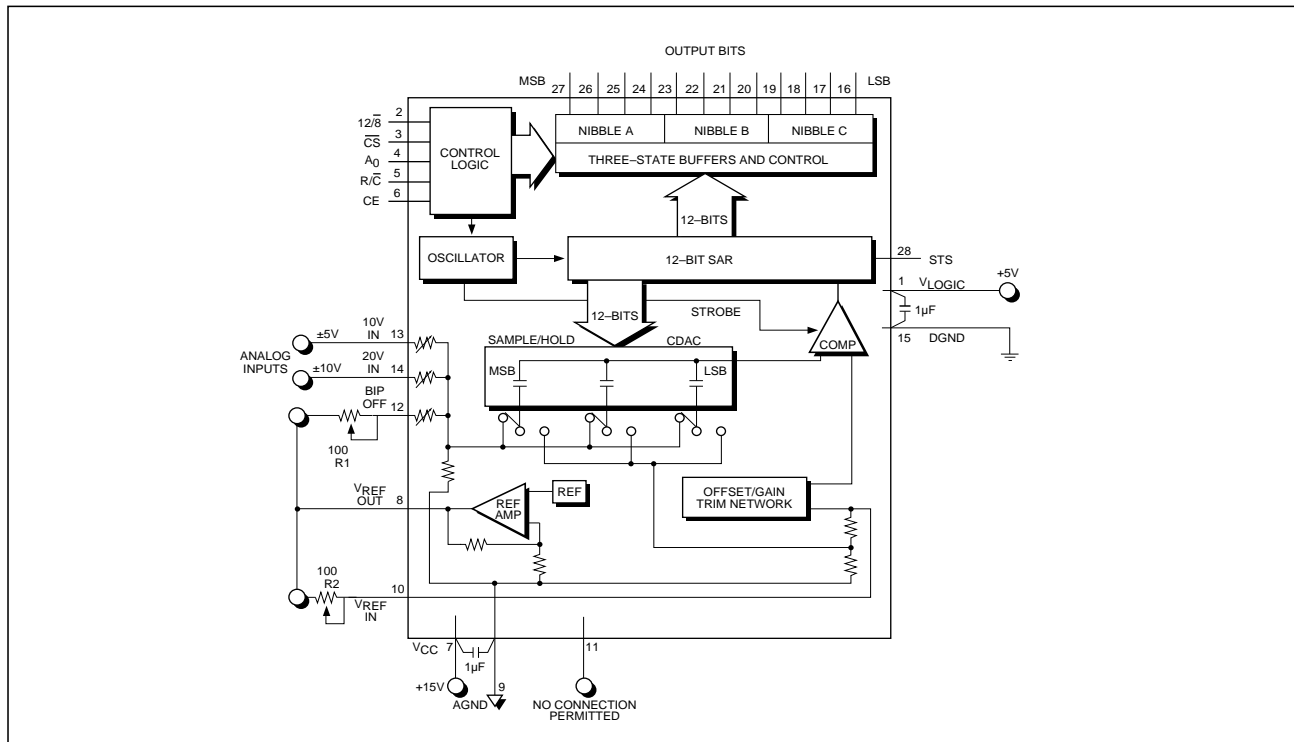 OUTPUT BITS
MSB
LSB
27 26 25 24 23 22 21 20 19 18 17 16
NIBBLE A
NIBBLE B
NIBBLE C
THREE–STATE BUFFERS AND CONTROL
12/8̅
2
C̅S̅
3
A0
4
R/C̅
5
CE
6
CONTROL
LOGIC
12–BITS
OSCILLATOR
12–BIT SAR
28
STS
1
VLOGIC
+5V
1µF
15
DGND
12–BITS
STROBE
COMP
SAMPLE/HOLD
CDAC
MSB
LSB
ANALOG
INPUTS
±5V
10V
IN
13
±10V
20V
IN
14
BIP
OFF
12
100
R1
VREF
OUT
8
REF
AMP
REF
OFFSET/GAIN
TRIM NETWORK
100
R2
10
VREF
IN
VCC
7
1µF
+15V
AGND
9
11
NO CONNECTION
PERMITTED